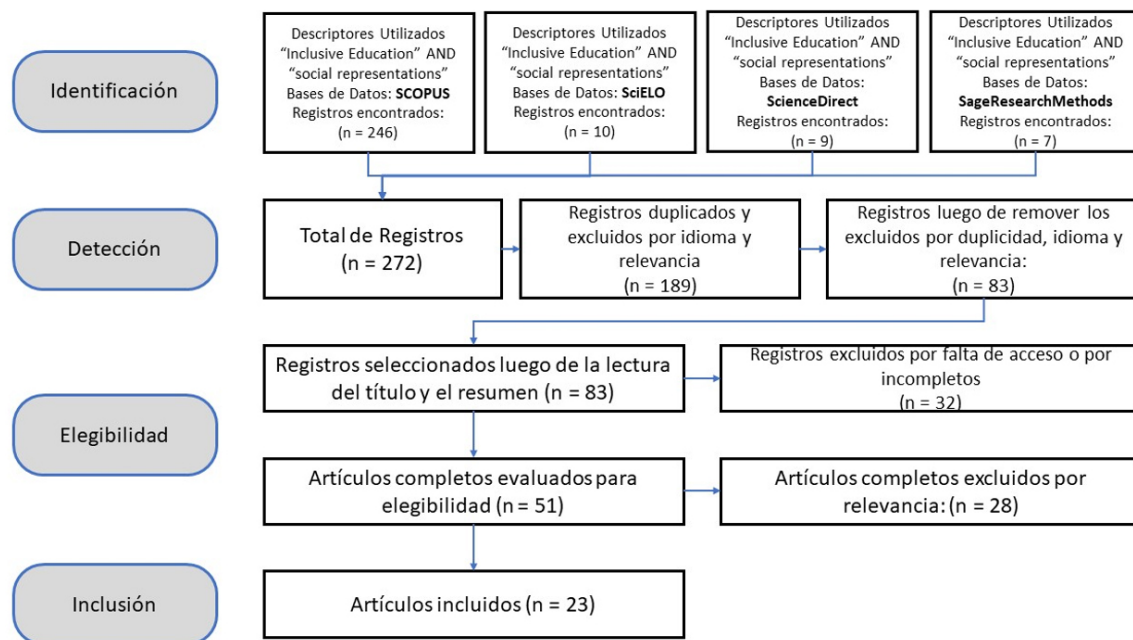 Identificación
Descriptores Utilizados
“Inclusive Education” AND
“social representations”
Bases de Datos: SCOPUS
Registros encontrados:
(n = 246)
Descriptores Utilizados
“Inclusive Education” AND
“social representations”
Bases de Datos: SciELO
Registros encontrados:
(n = 10)
Descriptores Utilizados
“Inclusive Education” AND
“social representations”
Bases de Datos:
ScienceDirect
Registros encontrados:
(n = 9)
Descriptores Utilizados
“Inclusive Education” AND
“social representations”
Bases de Datos:
SageResearchMethods
Registros encontrados:
(n = 7)
Detección
Total de Registros
(n = 272)
Registros duplicados y
excluidos por idioma y
relevancia
(n = 189)
Registros luego de remover los
excluidos por duplicidad, idioma y
relevancia:
(n = 83)
Elegibilidad
Registros seleccionados luego de la lectura
del título y el resumen (n = 83)
Registros excluidos por falta de acceso o por
incompletos
(n = 32)
Artículos completos evaluados para
elegibilidad (n = 51)
Artículos completos excluidos por
relevancia: (n = 28)
Inclusión
Artículos incluidos (n = 23)